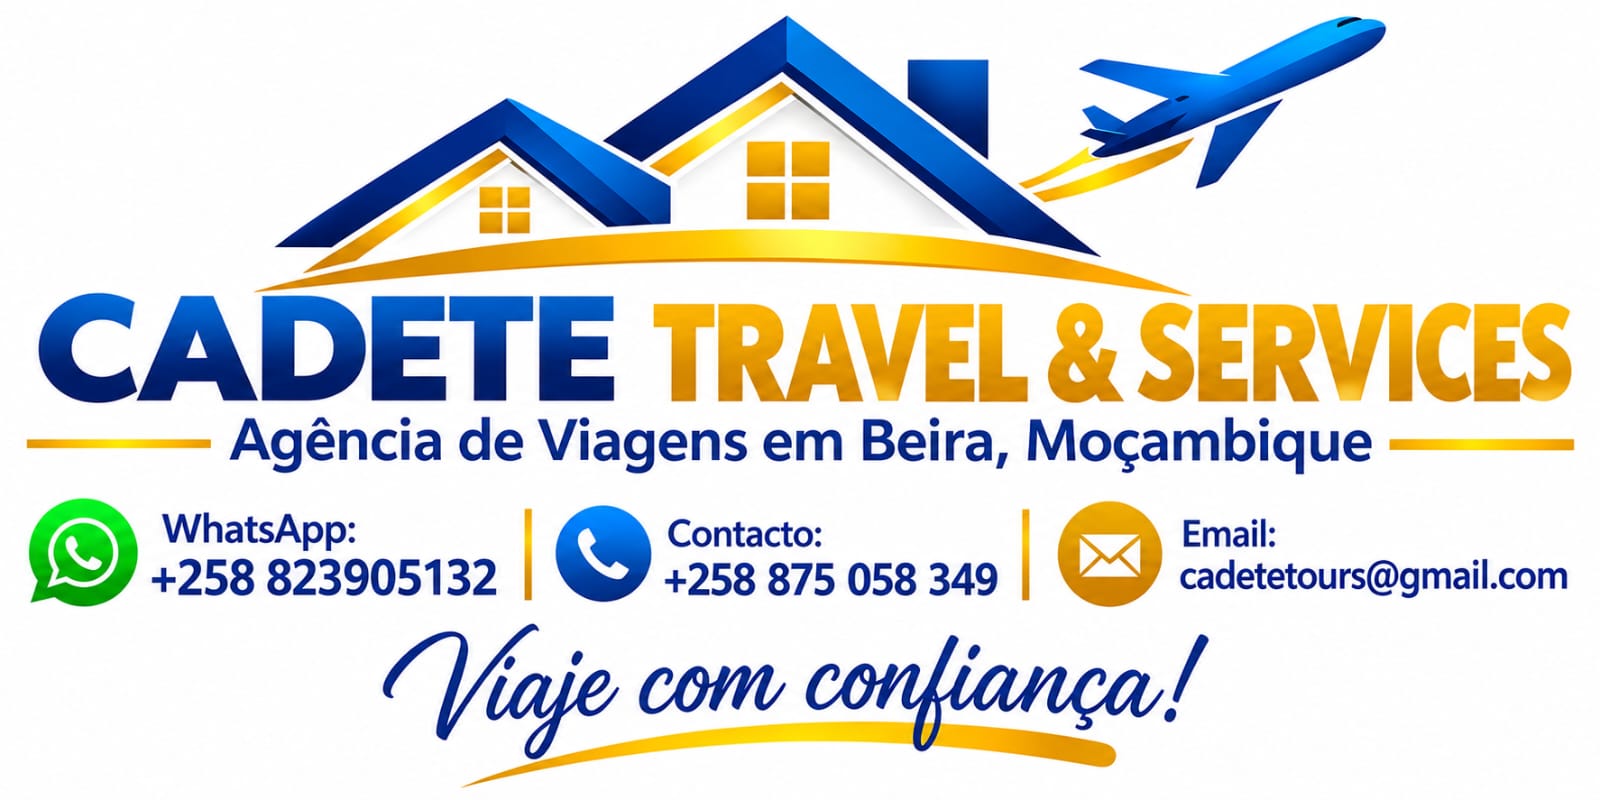 CADETE TRAVEL & SERVICES
Agência de Viagens em Beira, Moçambique
WhatsApp:
+258 823905132
Contacto:
+258 875 058 349
Email:
cadetetours@gmail.com
Viaje com confiança!